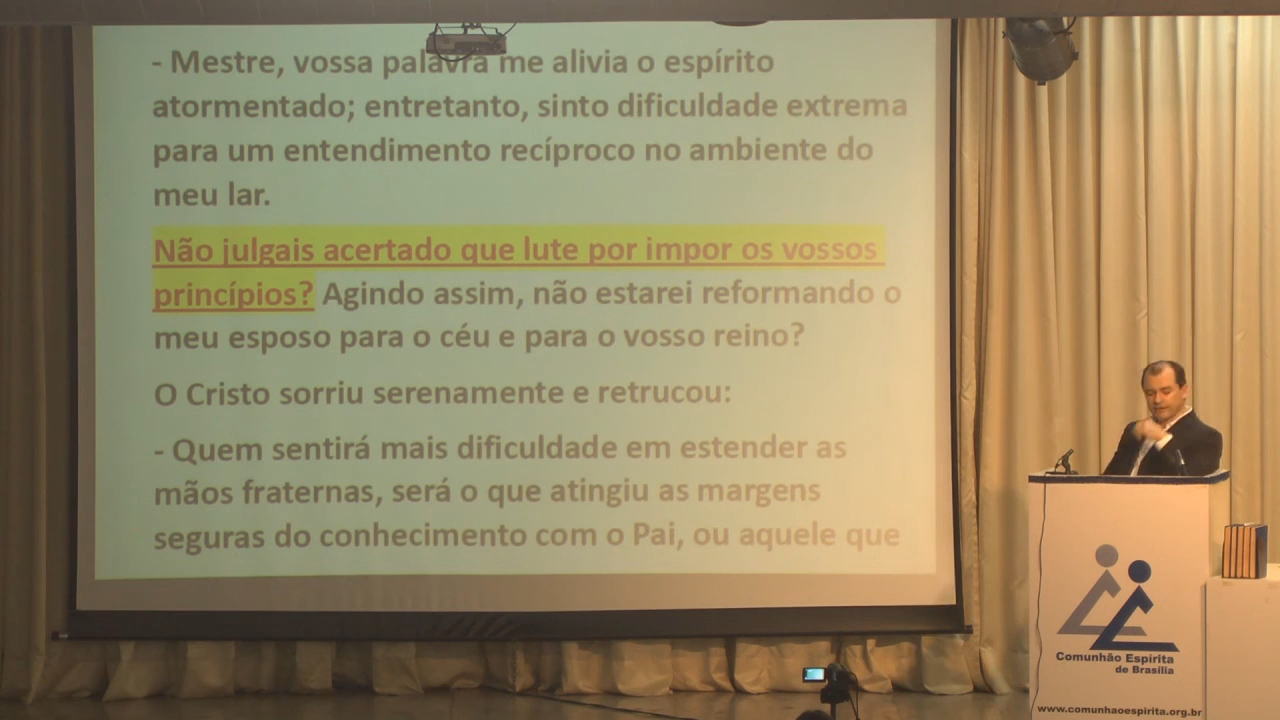 - Mestre, vossa palavra me alivia o espírito
atormentado; entretanto, sinto dificuldade extrema
para um entendimento recíproco no ambiente do
meu lar.
Não julgais acertado que lute por impor os vossos
princípios? Agindo assim, não estarei reformando o
meu esposo para o céu e para o vosso reino?
O Cristo sorriu serenamente e retrucou:
- Quem sentirá mais dificuldade em estender as
mãos fraternas, será o que atingiu as margens
seguras do conhecimento com o Pai, ou aquele que
Comunhão Espírita
de Brasília
www.comunhaoespirita.org.br